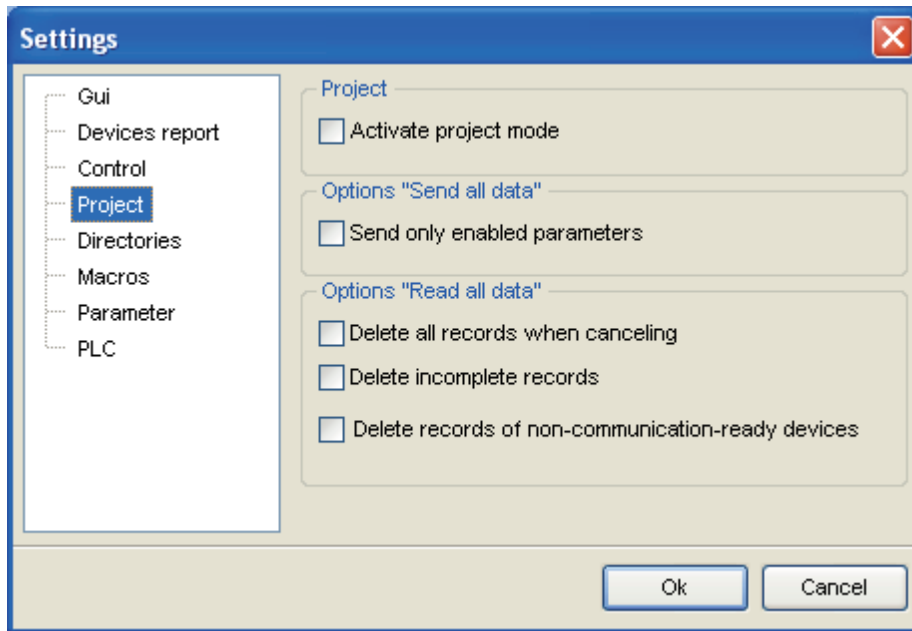 Settings
Gui
Devices report
Control
Project
Directories
Macros
Parameter
PLC
Project
Activate project mode
Options "Send all data"
Send only enabled parameters
Options "Read all data"
Delete all records when canceling
Delete incomplete records
Delete records of non-communication-ready devices
Ok
Cancel